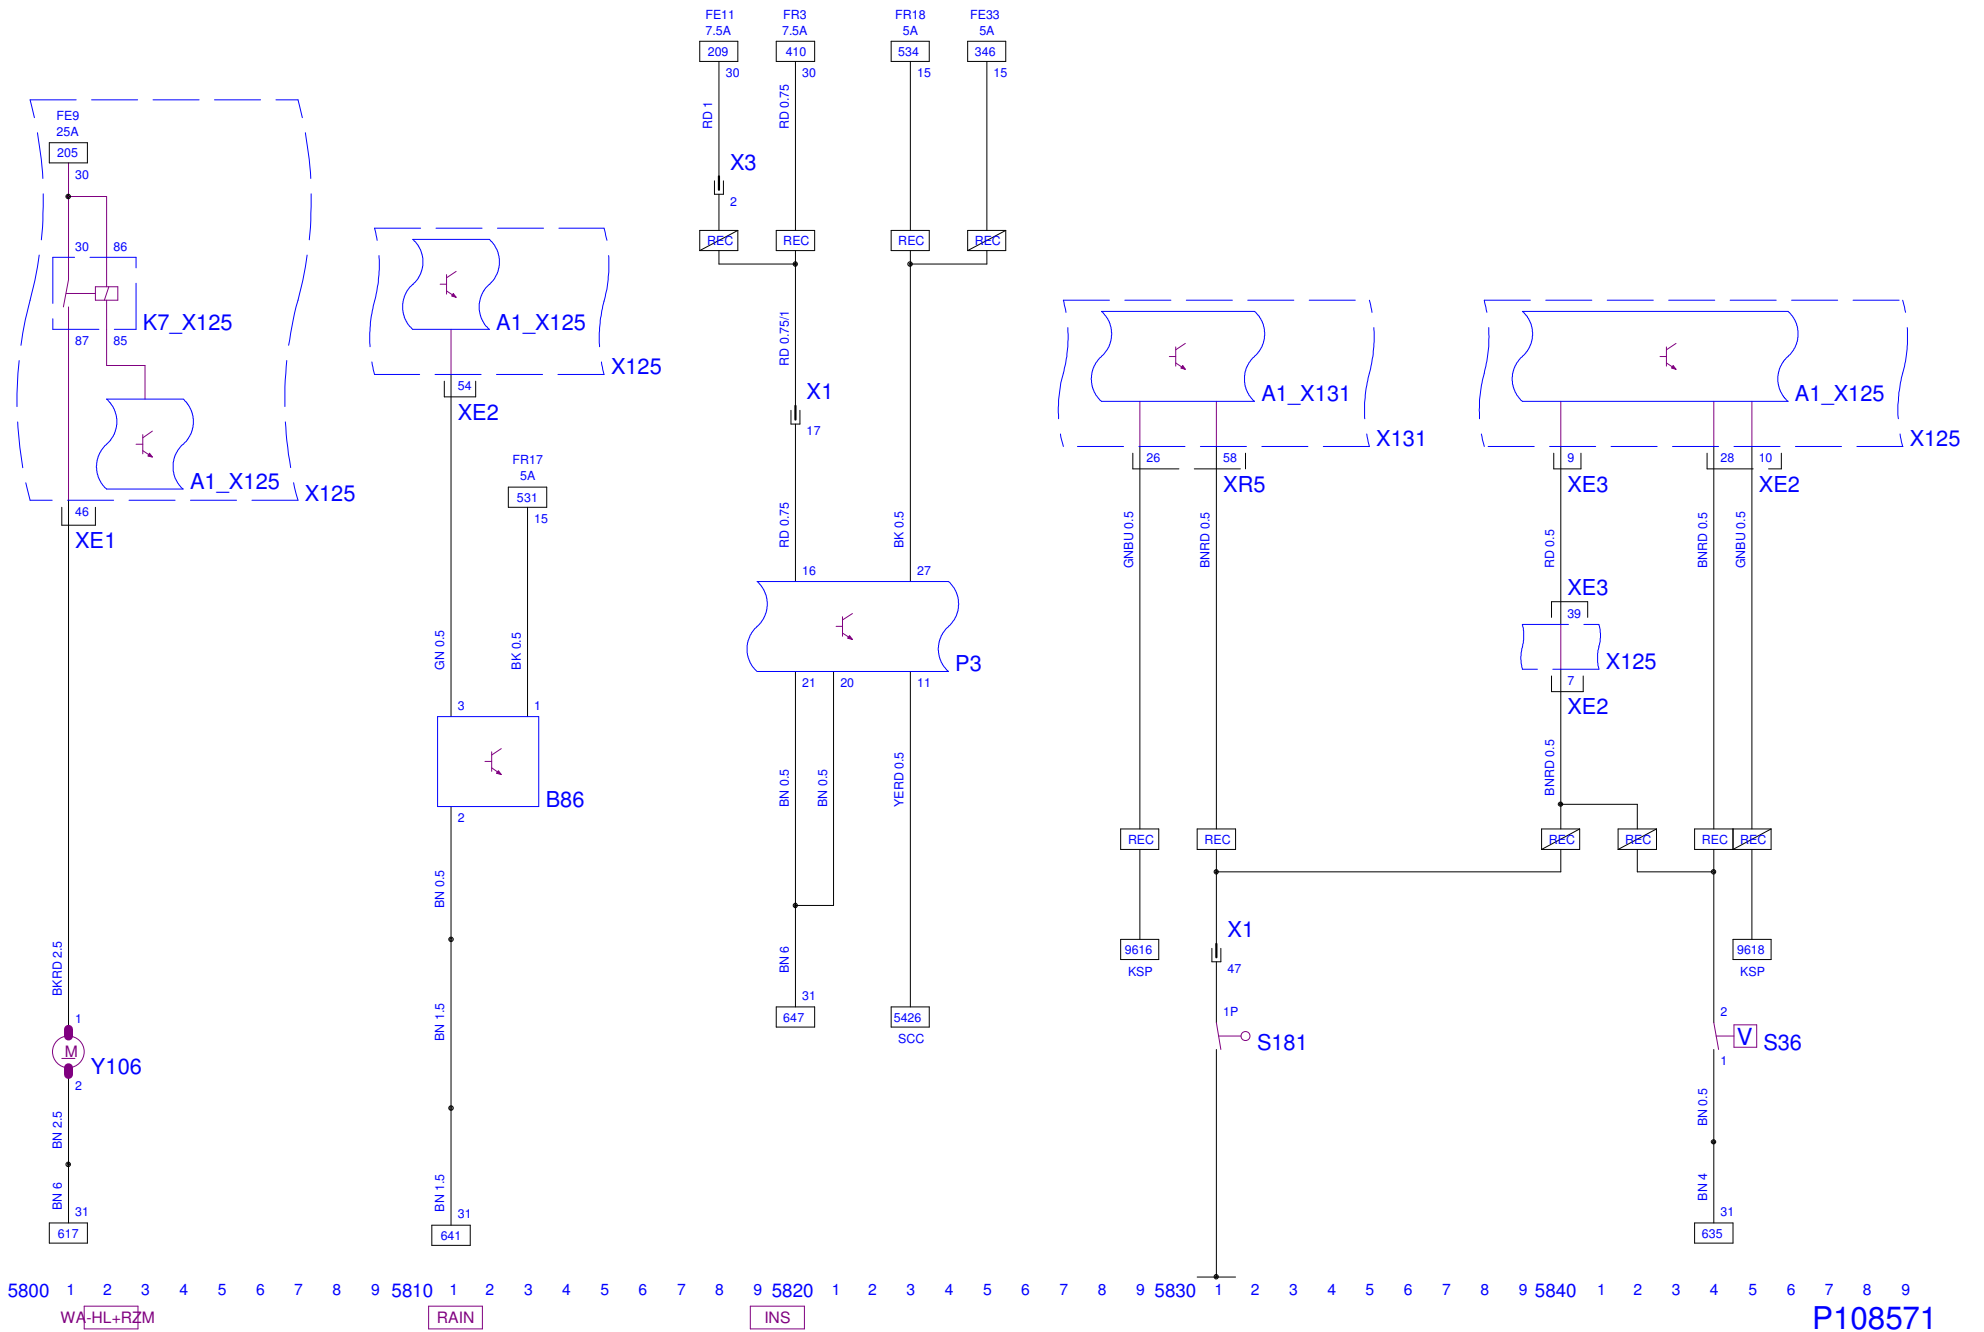 FE11
7.5A
209
30
FR3
7.5A
410
30
FR18
5A
534
15
FE33
5A
346
15
RD 1
RD 0.75
X3
2
REC
REC
REC
REC
FE9
25A
205
30
30
86
K7_X125
87
85
A1_X125
X125
46
XE1
BKRD 2.5
1
M
Y106
2
BN 2.5
BN 6
31
617
A1_X125
X125
54
XE2
FR17
5A
531
15
GN 0.5
BK 0.5
3
1
B86
2
BN 0.5
BN 1.5
BN 1.5
31
641
RD 0.75/1
X1
17
RD 0.75
BK 0.5
16
27
P3
21
20
11
BN 0.5
BN 0.5
YERD 0.5
BN 6
31
647
5426
SCC
A1_X131
X131
26
58
XR5
GNBU 0.5
BNRD 0.5
REC
REC
9616
KSP
X1
47
1P
S181
A1_X125
X125
9
XE3
28
10
XE2
RD 0.5
BNRD 0.5
GNBU 0.5
XE3
39
X125
7
XE2
BNRD 0.5
REC
REC
REC
REC
9618
KSP
2
V
S36
1
BN 0.5
BN 4
31
635
5800 1 2 3 4 5 6 7 8 9 5810 1 2 3 4 5 6 7 8 9 5820 1 2 3 4 5 6 7 8 9 5830 1 2 3 4 5 6 7 8 9 5840 1 2 3 4 5 6 7 8 9
WA-HL+RZM
RAIN
INS
P108571